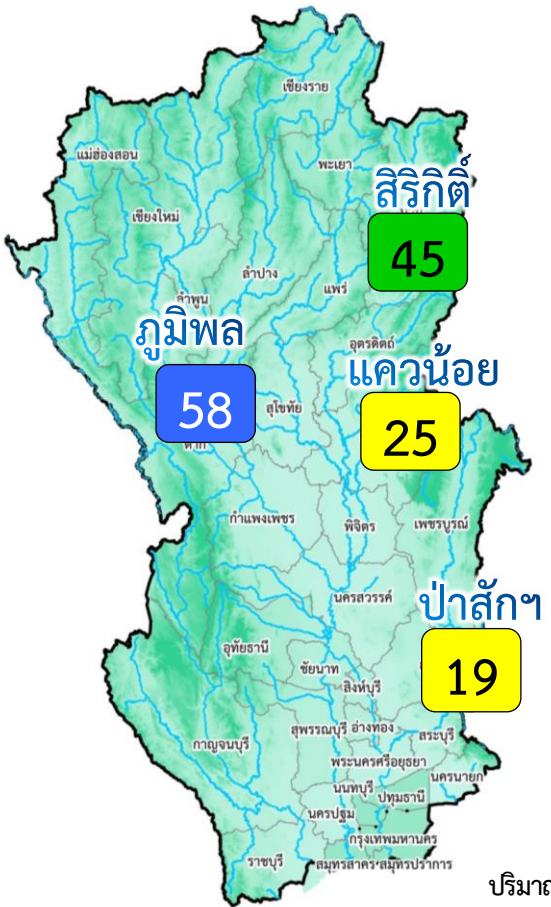 เชียงราย
แม่ฮ่องสอน
พะเยา
สิริกิติ์
เชียงใหม่
45
ลำปาง
แพร่
ลำพูน
ภูมิพล
อุตรดิตถ์
แควน้อย
58
สุโขทัย
25
ตาก
กำแพงเพชร
พิจิตร
เพชรบูรณ์
นครสวรรค์
ป่าสักฯ
อุทัยธานี
ชัยนาท
19
สิงห์บุรี
สุพรรณบุรี อ่างทอง
สระบุรี
กาญจนบุรี
พระนครศรีอยุธยา
นครนายก
นนทบุรี
ปทุมธานี
นครปฐม
กรุงเทพมหานคร
ราชบุรี
สมุทรสาคร สมุทรปราการ